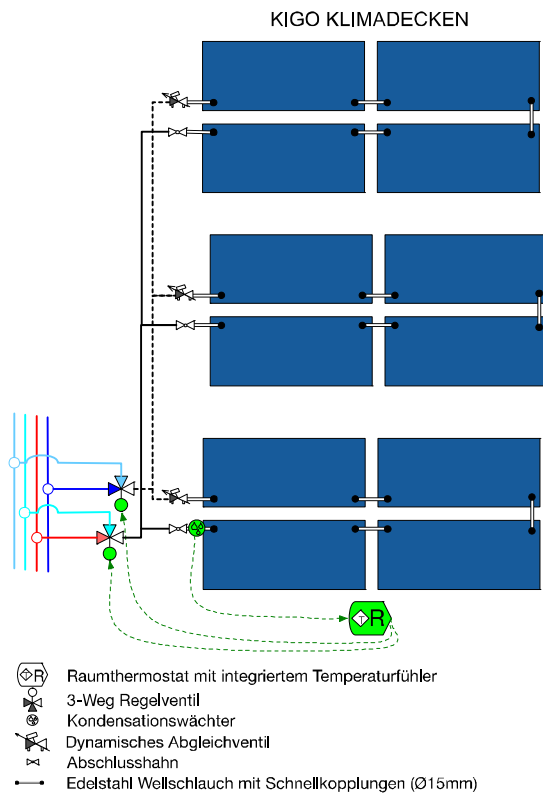 KIGO KLIMADECKEN
T R
T R Raumthermostat mit integriertem Temperaturfühler
3-Weg Regelventil
Kondensationswächter
Dynamisches Abgleichventil
Abschlusshahn
Edelstahl Wellschlauch mit Schnellkopplungen (Ø15mm)